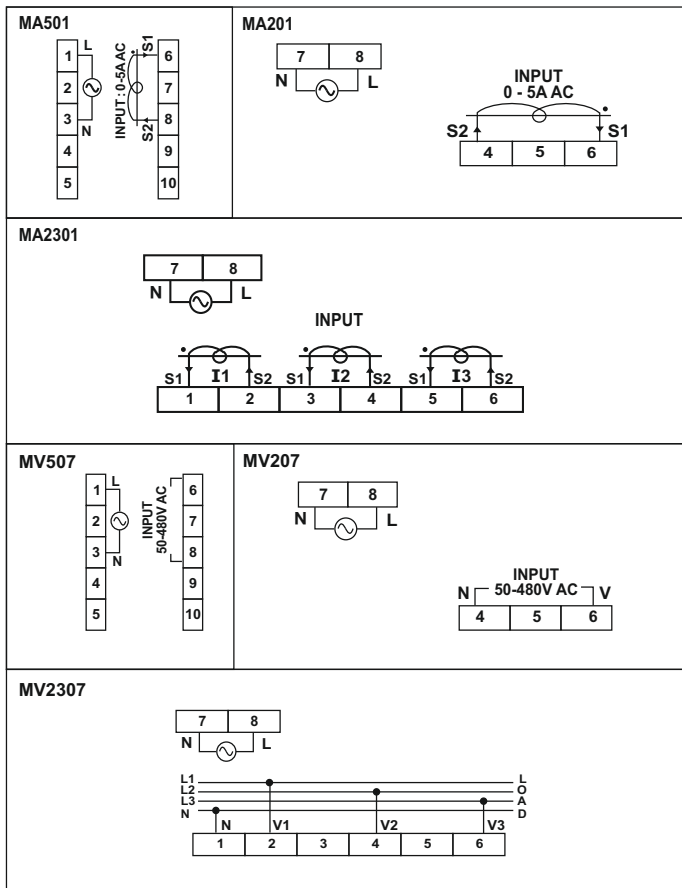 MA501
L
1
2
3
4
5
N
INPUT : 0-5A AC
S1
S2
6
7
8
9
10
MA201
7 8
N L
INPUT
0 - 5A AC
S2 S1
4 5 6
MA2301
7 8
N L
INPUT
S1 I1 S2 S1 I2 S2 S1 I3 S2
1 2 3 4 5 6
MV507
L
1
2
3
4
5
N
INPUT
50-480V AC
6
7
8
9
10
MV207
7 8
N L
INPUT
N 50-480V AC V
4 5 6
MV2307
7 8
N L
L1 L
L2 O
L3 A
N D
N V1 V2 V3
1 2 3 4 5 6